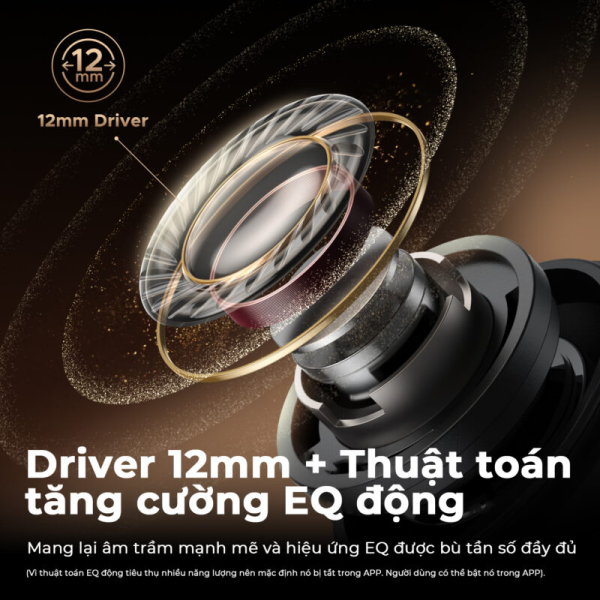 12
mm
12mm Driver
Driver 12mm + Thuật toán
tăng cường EQ động
Mang lại âm trầm mạnh mẽ và hiệu ứng EQ được bù tần số đầy đủ
(Vì thuật toán EQ động tiêu thụ nhiều năng lượng nên mặc định nó bị tắt trong APP. Người dùng có thể bật nó trong APP).